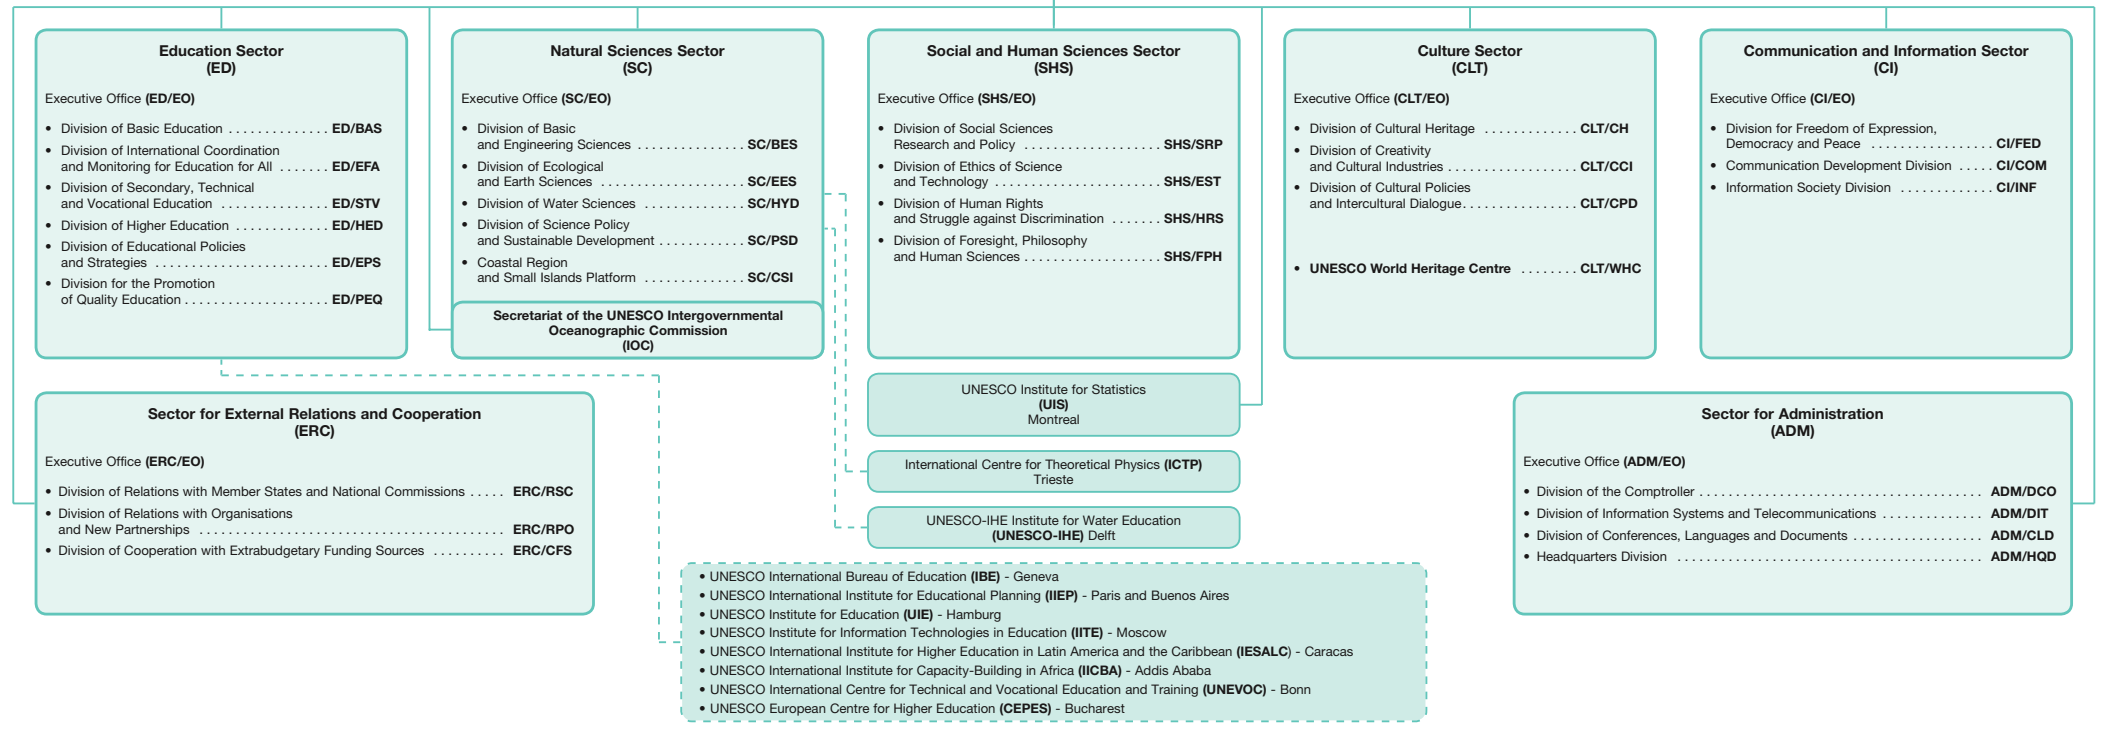 Education Sector
(ED)
Executive Office (ED/EO)
• Division of Basic Education . . . . . . . . . . . . . . ED/BAS
• Division of International Coordination
and Monitoring for Education for All . . . . . . . ED/EFA
• Division of Secondary, Technical
and Vocational Education . . . . . . . . . . . . . . . ED/STV
• Division of Higher Education . . . . . . . . . . . . . ED/HED
• Division of Educational Policies
and Strategies . . . . . . . . . . . . . . . . . . . . . . . . ED/EPS
• Division for the Promotion
of Quality Education . . . . . . . . . . . . . . . . . . . . ED/PEQ
Natural Sciences Sector
(SC)
Executive Office (SC/EO)
• Division of Basic
and Engineering Sciences . . . . . . . . . . . . . . . SC/BES
• Division of Ecological
and Earth Sciences . . . . . . . . . . . . . . . . . . . . SC/EES
• Division of Water Sciences . . . . . . . . . . . . . . SC/HYD
• Division of Science Policy
and Sustainable Development . . . . . . . . . . . . SC/PSD
• Coastal Region
and Small Islands Platform . . . . . . . . . . . . . . SC/CSI
Secretariat of the UNESCO Intergovernmental
Oceanographic Commission
(IOC)
Social and Human Sciences Sector
(SHS)
Executive Office (SHS/EO)
• Division of Social Sciences
Research and Policy . . . . . . . . . . . . . . . . . . . SHS/SRP
• Division of Ethics of Science
and Technology . . . . . . . . . . . . . . . . . . . . . . . SHS/EST
• Division of Human Rights
and Struggle against Discrimination . . . . . . . SHS/HRS
• Division of Foresight, Philosophy
and Human Sciences . . . . . . . . . . . . . . . . . . . SHS/FPH
Culture Sector
(CLT)
Executive Office (CLT/EO)
• Division of Cultural Heritage . . . . . . . . . . . . . CLT/CH
• Division of Creativity
and Cultural Industries . . . . . . . . . . . . . . . . . . CLT/CCI
• Division of Cultural Policies
and Intercultural Dialogue . . . . . . . . . . . . . . . . CLT/CPD
• UNESCO World Heritage Centre . . . . . . . . CLT/WHC
Communication and Information Sector
(CI)
Executive Office (CI/EO)
• Division for Freedom of Expression,
Democracy and Peace . . . . . . . . . . . . . . . . . CI/FED
• Communication Development Division . . . . . CI/COM
• Information Society Division . . . . . . . . . . . . . CI/INF
UNESCO Institute for Statistics
(UIS)
Montreal
International Centre for Theoretical Physics (ICTP)
Trieste
UNESCO-IHE Institute for Water Education
(UNESCO-IHE) Delft
Sector for External Relations and Cooperation
(ERC)
Executive Office (ERC/EO)
• Division of Relations with Member States and National Commissions . . . . . ERC/RSC
• Division of Relations with Organisations
and New Partnerships . . . . . . . . . . . . . . . . . . . . . . . . . . . . . . . . . . . . . . . . . . . ERC/RPO
• Division of Cooperation with Extrabudgetary Funding Sources . . . . . . . . . . ERC/CFS
Sector for Administration
(ADM)
Executive Office (ADM/EO)
• Division of the Comptroller . . . . . . . . . . . . . . . . . . . . . . . . . . . . . . . . . . . . . . . ADM/DCO
• Division of Information Systems and Telecommunications . . . . . . . . . . . . . . ADM/DIT
• Division of Conferences, Languages and Documents . . . . . . . . . . . . . . . . . . ADM/CLD
• Headquarters Division . . . . . . . . . . . . . . . . . . . . . . . . . . . . . . . . . . . . . . . . . . ADM/HQD
• UNESCO International Bureau of Education (IBE) - Geneva
• UNESCO International Institute for Educational Planning (IIEP) - Paris and Buenos Aires
• UNESCO Institute for Education (UIE) - Hamburg
• UNESCO Institute for Information Technologies in Education (IITE) - Moscow
• UNESCO International Institute for Higher Education in Latin America and the Caribbean (IESALC) - Caracas
• UNESCO International Institute for Capacity-Building in Africa (IICBA) - Addis Ababa
• UNESCO International Centre for Technical and Vocational Education and Training (UNEVOC) - Bonn
• UNESCO European Centre for Higher Education (CEPES) - Bucharest